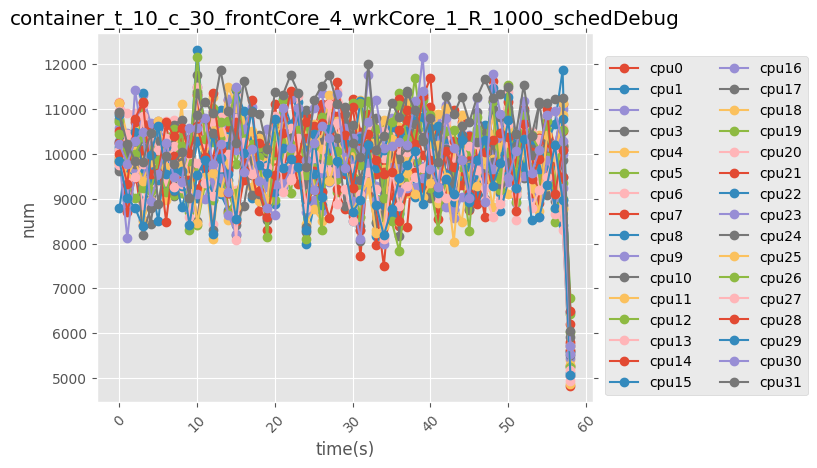 container_t_10_c_30_frontCore_4_wrkCore_1_R_1000_schedDebug
12000
11000
10000
9000
8000
7000
6000
5000
num
0
10
20
30
40
50
60
time(s)
cpu0
cpu1
cpu2
cpu3
cpu4
cpu5
cpu6
cpu7
cpu8
cpu9
cpu10
cpu11
cpu12
cpu13
cpu14
cpu15
cpu16
cpu17
cpu18
cpu19
cpu20
cpu21
cpu22
cpu23
cpu24
cpu25
cpu26
cpu27
cpu28
cpu29
cpu30
cpu31